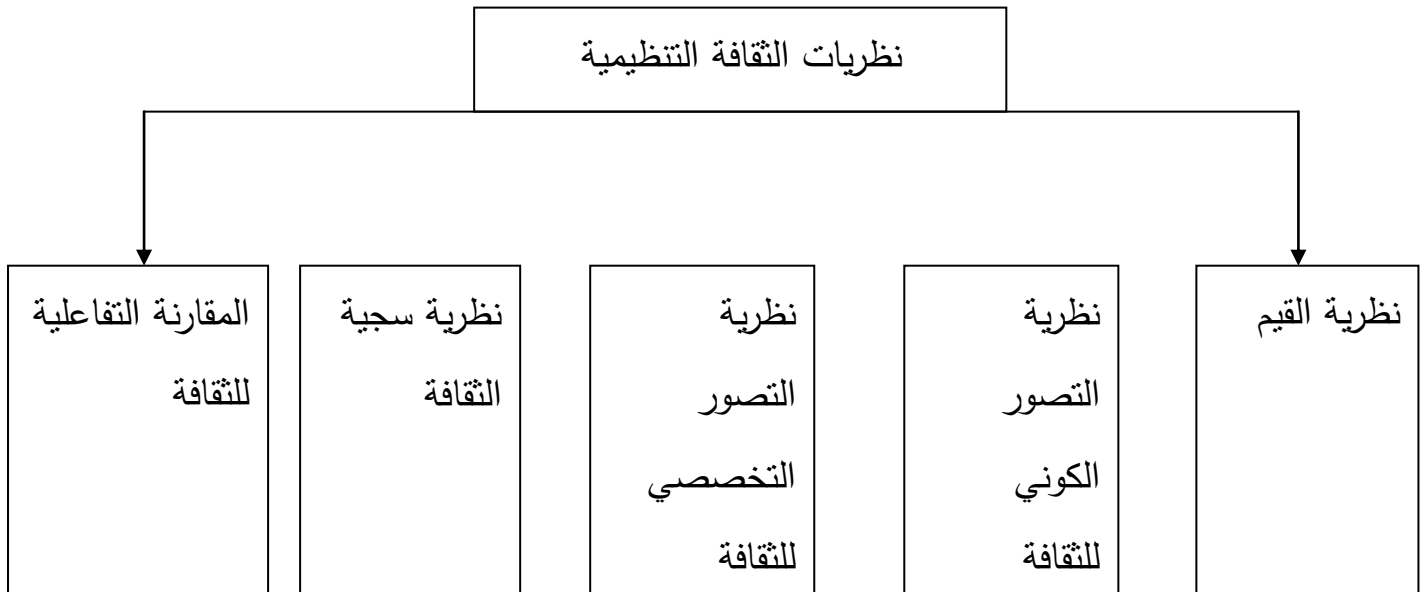 نظريات الثقافة التنظيمية
نظرية القيم
نظرية
التصور
الكوني
للثقافة
نظرية
التصور
التخصصي
للثقافة
نظرية سجية
الثقافة
المقارنة التفاعلية
للثقافة